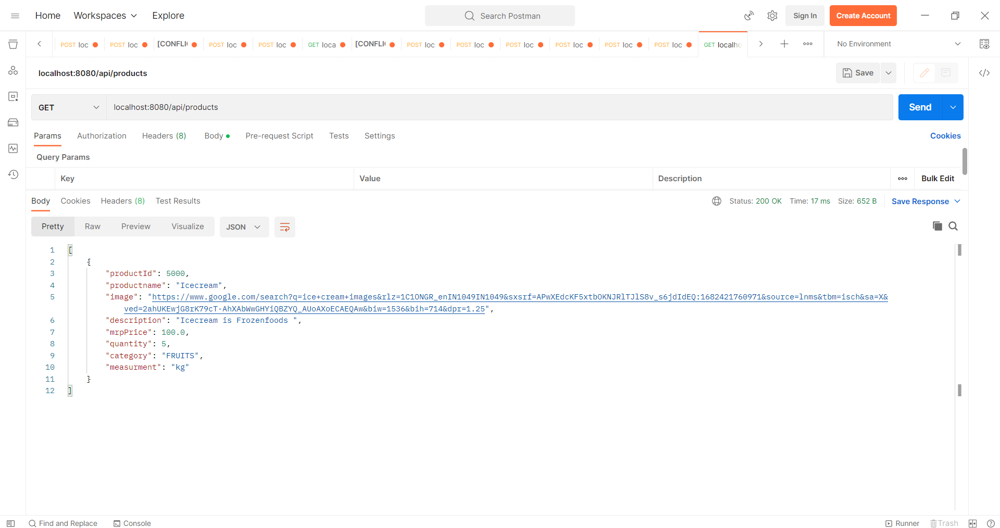 Home Workspaces Explore Search Postman Sign In Create Account
POST loc POST loc [CONFLI POST loc POST loc GET loca [CONFLI POST loc POST loc POST loc POST loc POST loc POST loc GET localho No Environment
localhost:8080/api/products Save
GET localhost:8080/api/products Send
Params Authorization Headers (8) Body Pre-request Script Tests Settings Cookies
Query Params
Key Value Description Bulk Edit
Body Cookies Headers (8) Test Results Status: 200 OK Time: 17 ms Size: 652 B Save Response
Pretty Raw Preview Visualize JSON
1 [
2 {
3 "productId": 5000,
4 "productname": "Icecream",
5 "image": "https://www.google.com/search?q=ice+cream+images&rlz=1C1ONGR_enIN1049IN1049&sxsrf=APwXEdcKF5xtbOKNJRlTJlS8v_s6jdIdEQ:1682421760971&source=lnms&tbm=isch&sa=X&
ved=2ahUKEwjG8rK79cT-AhXAbWwGHYiQBZYQ_AUoAXoECAEQAw&biw=1536&bih=714&dpr=1.25",
6 "description": "Icecream is Frozenfoods ",
7 "mrpPrice": 100.0,
8 "quantity": 5,
9 "category": "FRUITS",
10 "measurment": "kg"
11 }
12 ]
Find and Replace Console Runner Trash